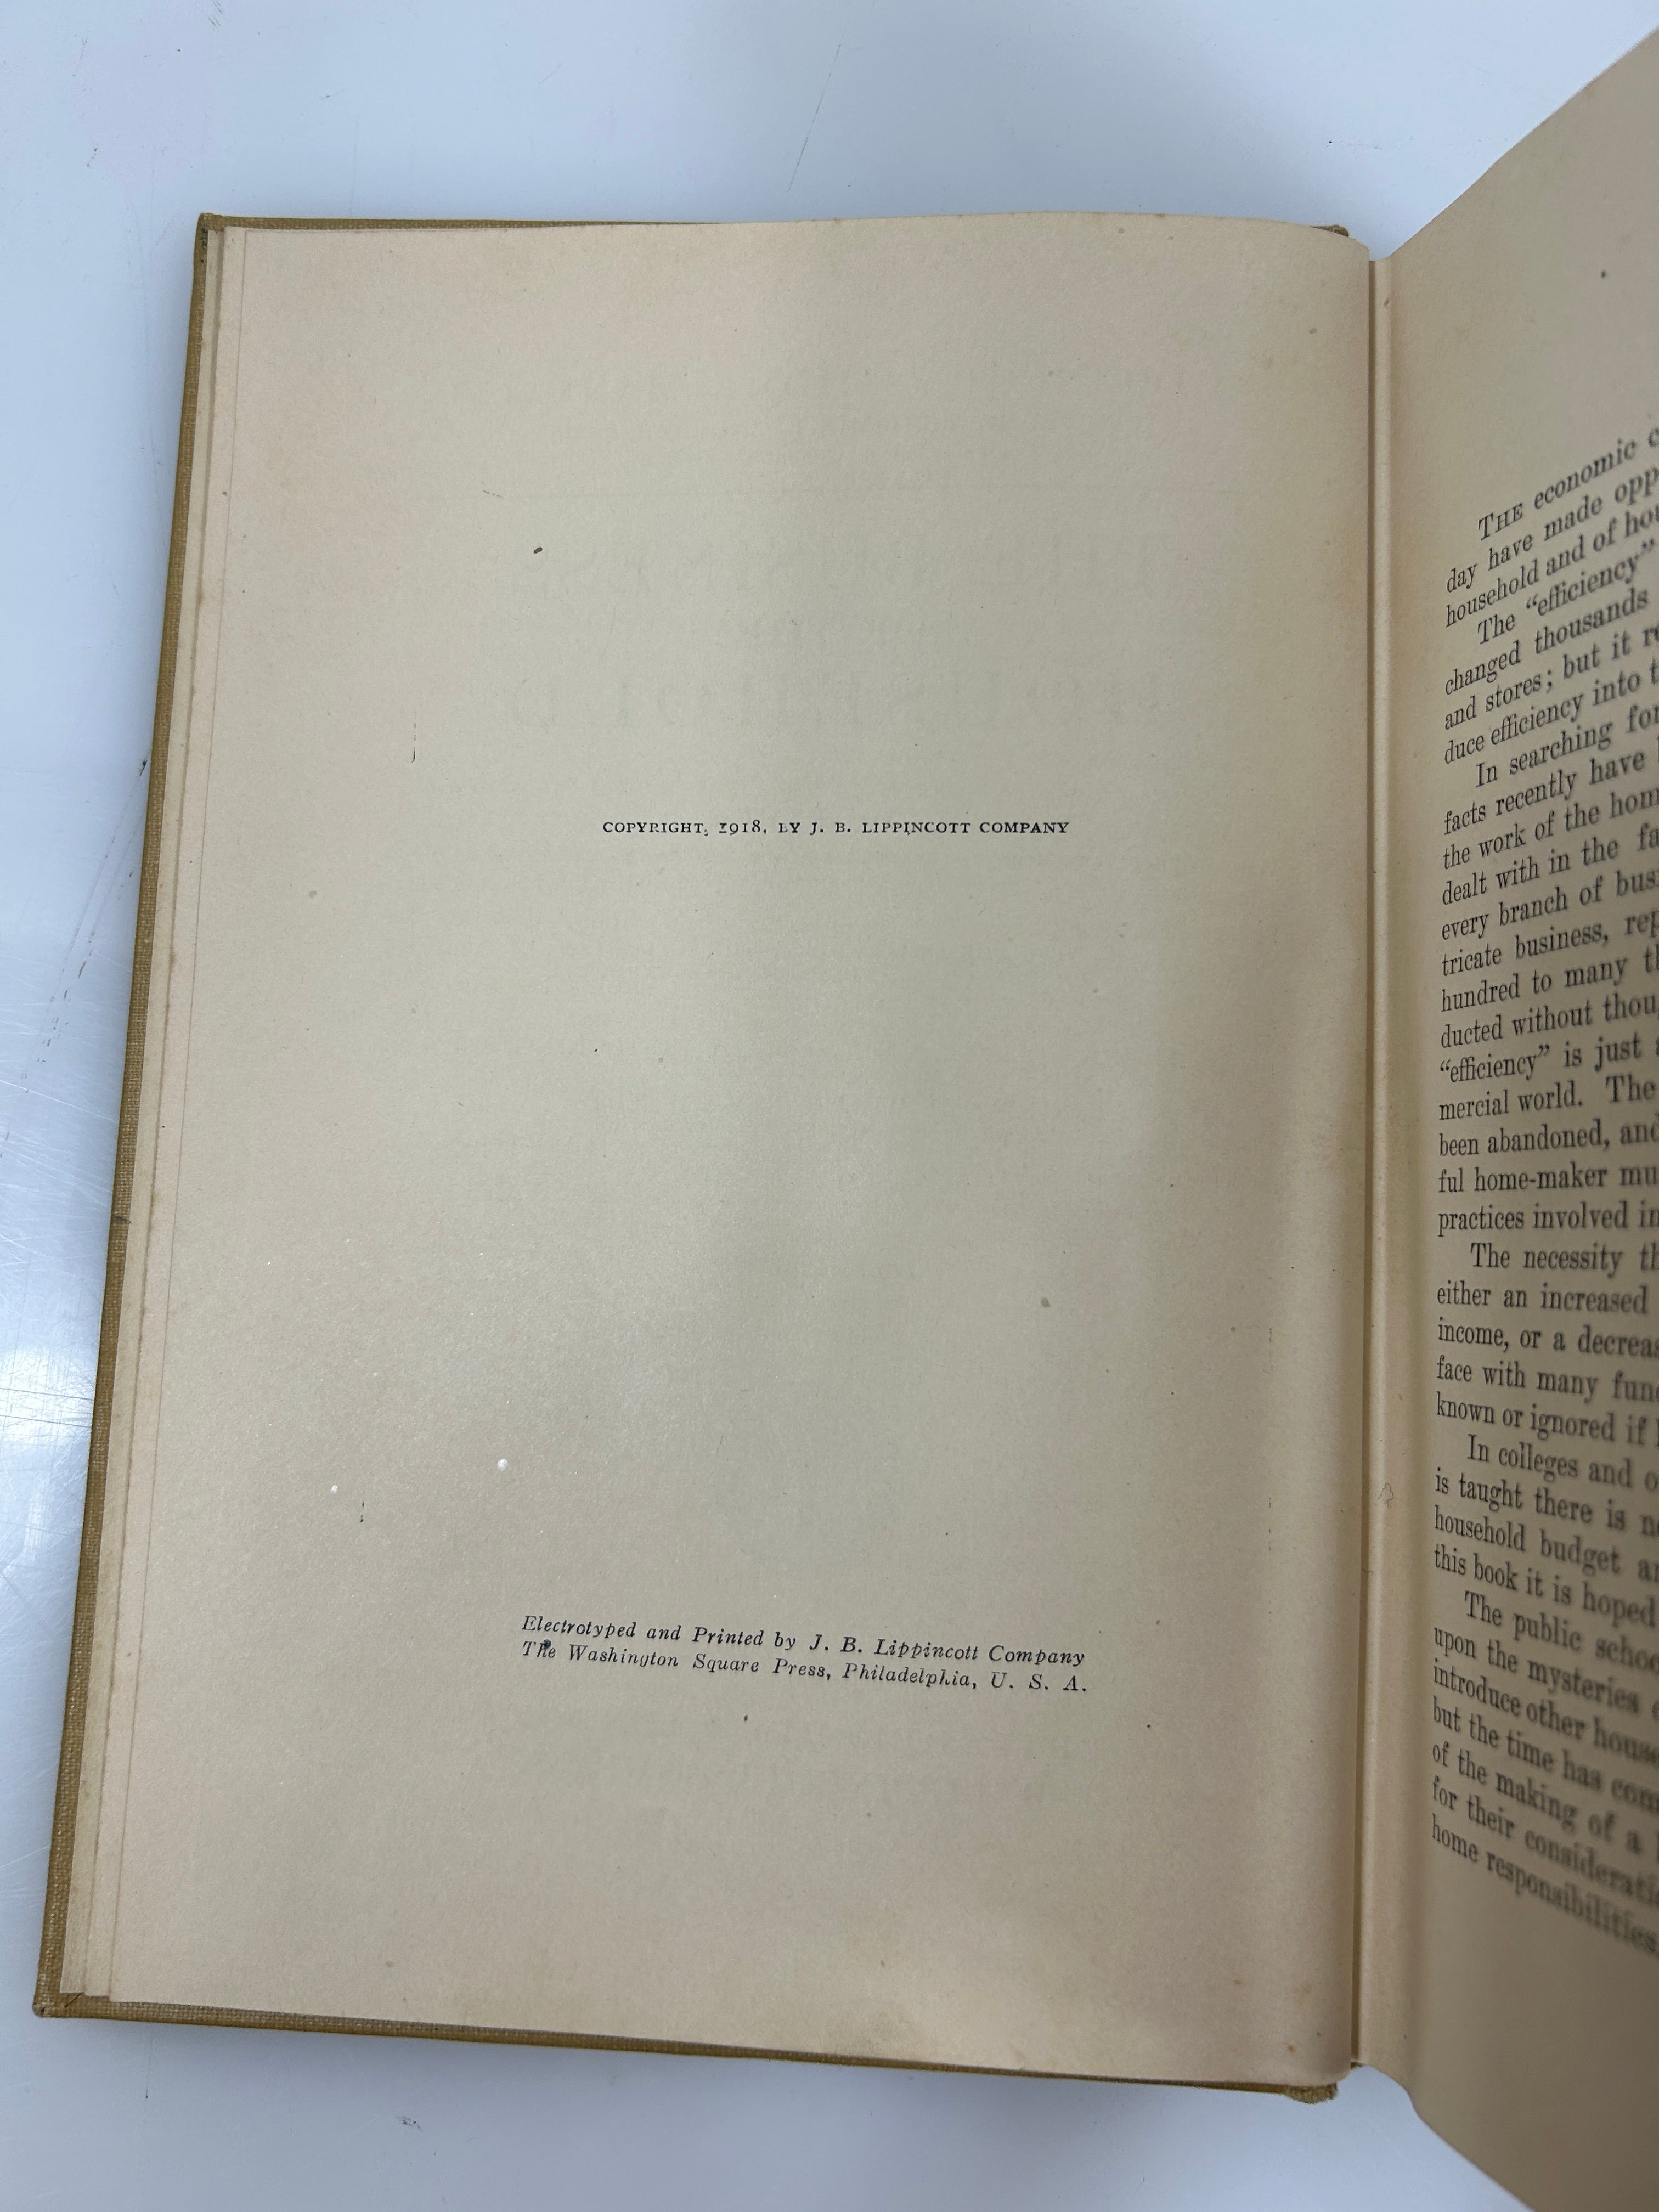 COPYRIGHT, 1918, BY J. B. LIPPINCOTT COMPANY
Electrotyped and Printed by J. B. Lippincott Company
The Washington Square Press, Philadelphia, U. S. A.
THE economic
day have made
household and of
The “efficiency”
changed thousands
and stores; but it
duce efficiency into
In searching
facts recently have
the work of the
dealt with in the
every branch of
tricate business,
hundred to many
ducted without
“efficiency” is just
mercial world. The
been abandoned, and
ful home-maker
practices involved in
The necessity
either an increased
income, or a
face with many
known or ignored if
In colleges and
is taught there is
household budget
this book it is hoped
The public
upon the mysteries
introduce other
but the time has
of the making of a
for their
home responsibilities.